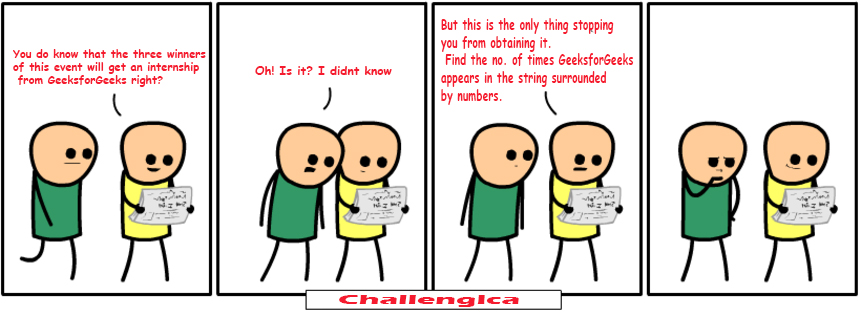 You do know that the three winners
of this event will get an internship
from GeeksforGeeks right?
Oh! Is it? I didnt know
But this is the only thing stopping
you from obtaining it.
Find the no. of times GeeksforGeeks
appears in the string surrounded
by numbers.
ChallengIca